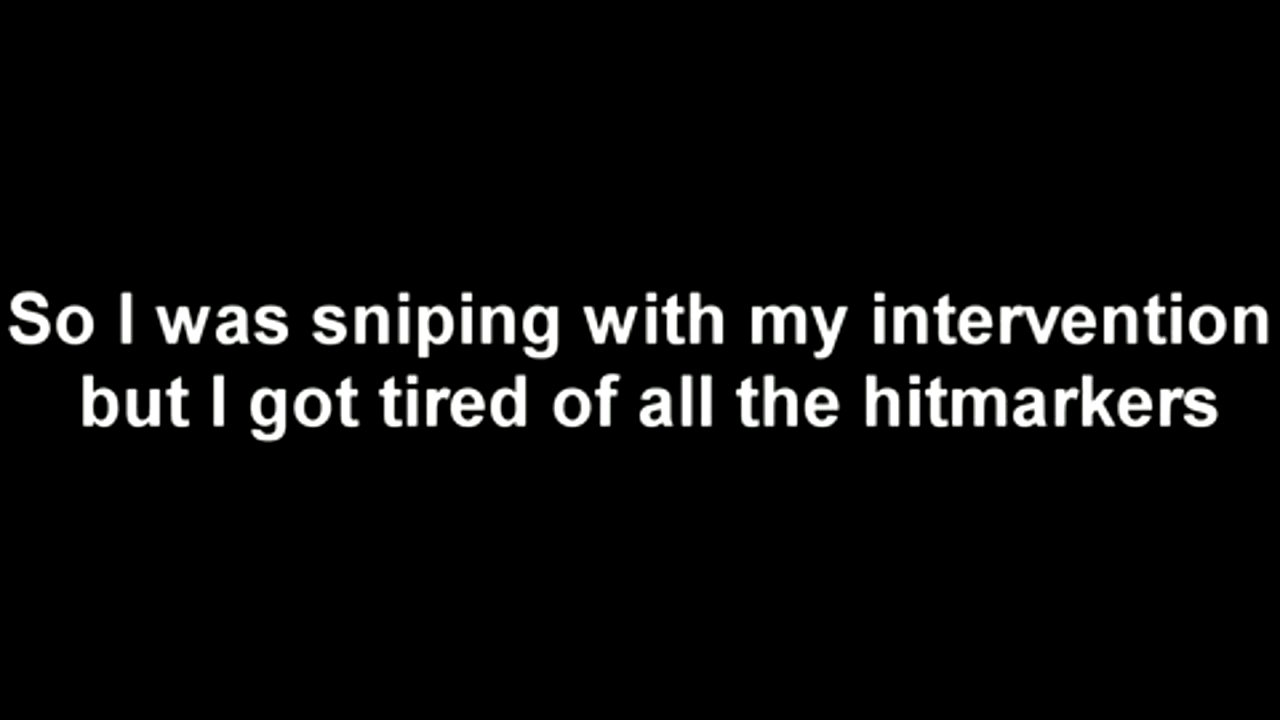 So I was sniping with my intervention
but I got tired of all the hitmarkers